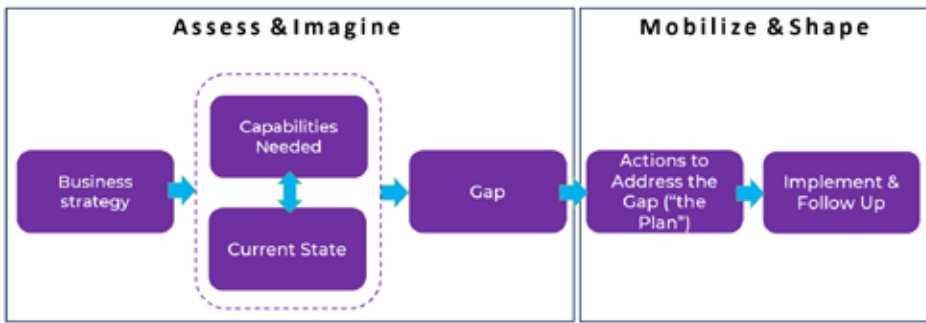 Assess & Imagine
Mobilize & Shape
Business
strategy
Capabilities
Needed
Current State
Gap
Actions to
Address the
Gap (“the
Plan”)
Implement &
Follow Up